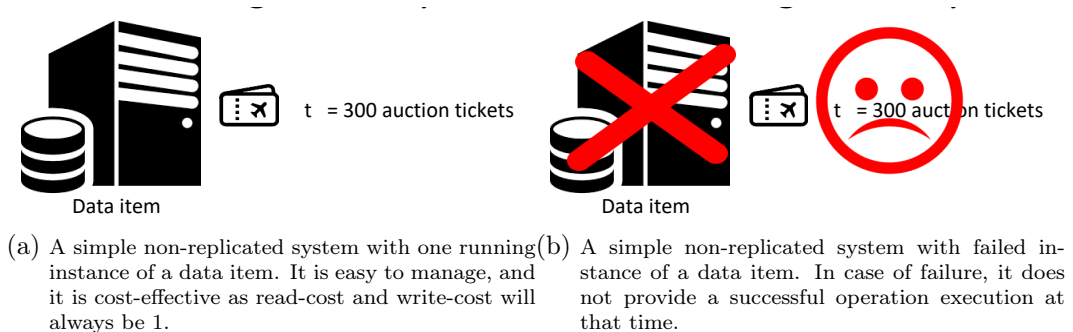 t = 300 auction tickets
Data item
t = 300 auction tickets
Data item
(a) A simple non-replicated system with one running
instance of a data item. It is easy to manage, and
it is cost-effective as read-cost and write-cost will
always be 1.
(b) A simple non-replicated system with failed in-
stance of a data item. In case of failure, it does
not provide a successful operation execution at
that time.